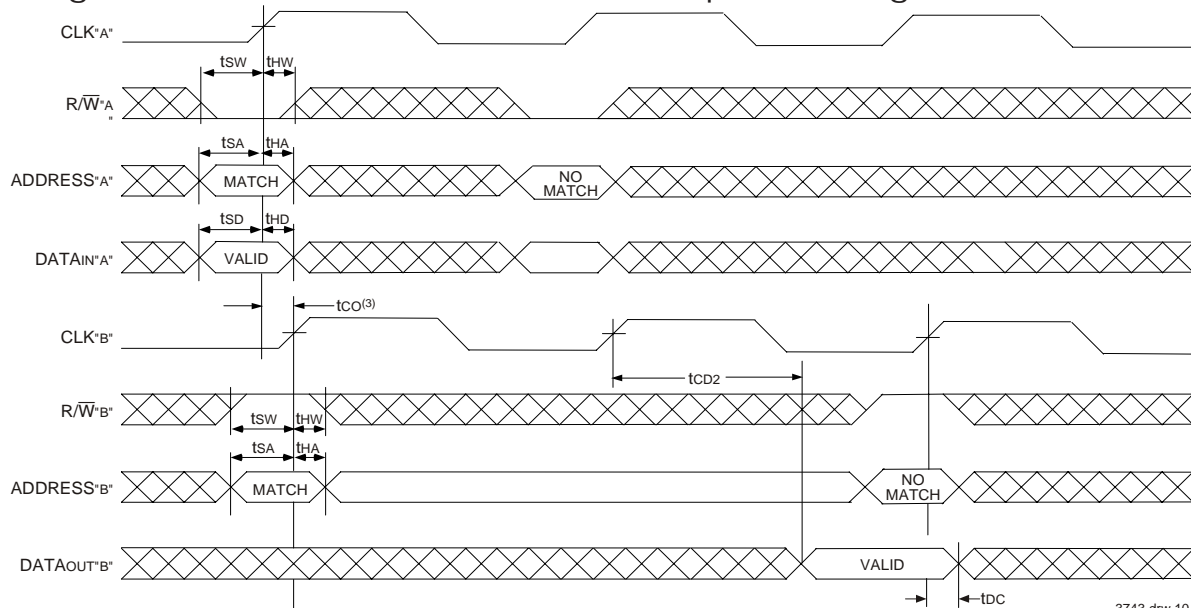 CLK"A"
tSW tHW
R/W"A
"
tSA tHA
ADDRESS"A"
MATCH
NO
MATCH
tSD tHD
DATAIN"A"
VALID
tCO(3)
CLK"B"
tCD2
R/W"B"
tSW tHW
tSA tHA
ADDRESS"B"
MATCH
NO
MATCH
DATAOUT"B"
VALID
tDC